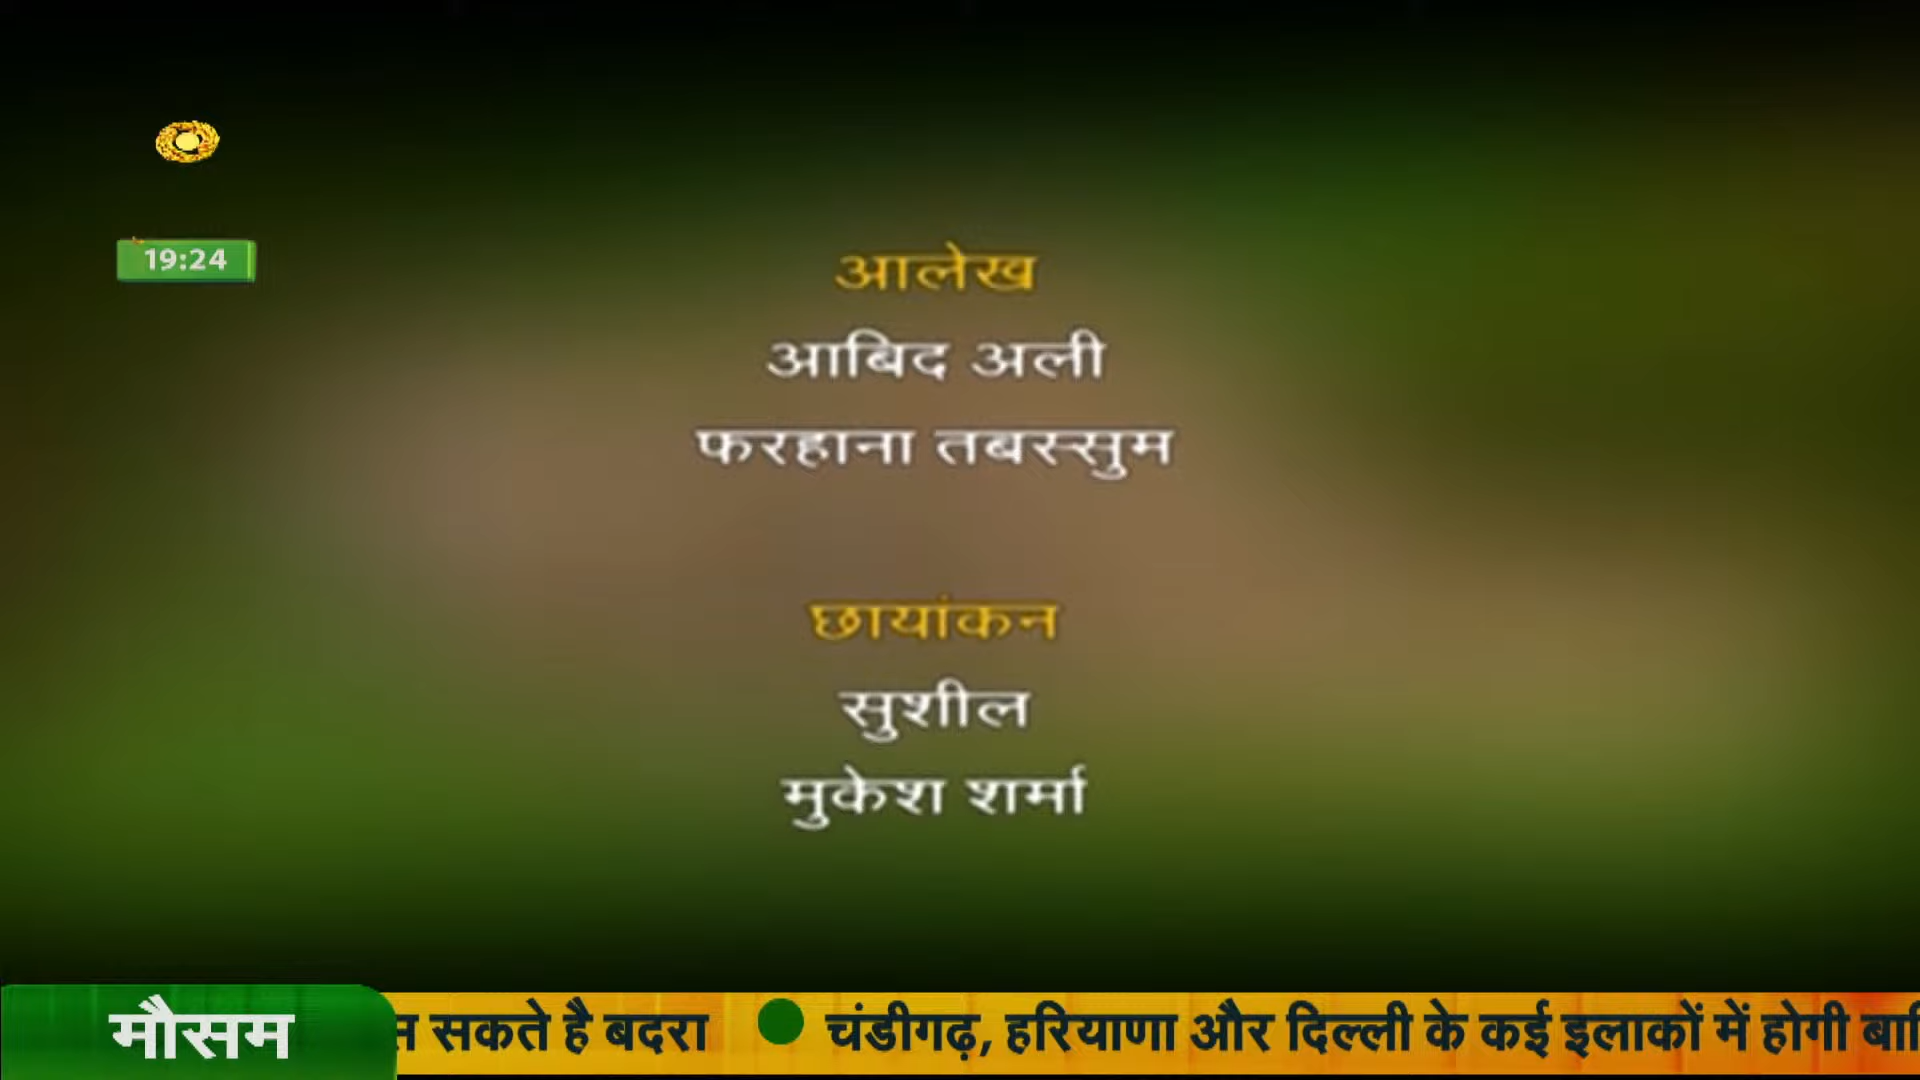 19:24
आलेख
आबिद अली
फरहाना तबस्सुम
छायांकन
सुशील
मुकेश शर्मा
मौसम
सकते है बदरा
चंडीगढ़, हरियाणा और दिल्ली के कई इलाकों में होगी